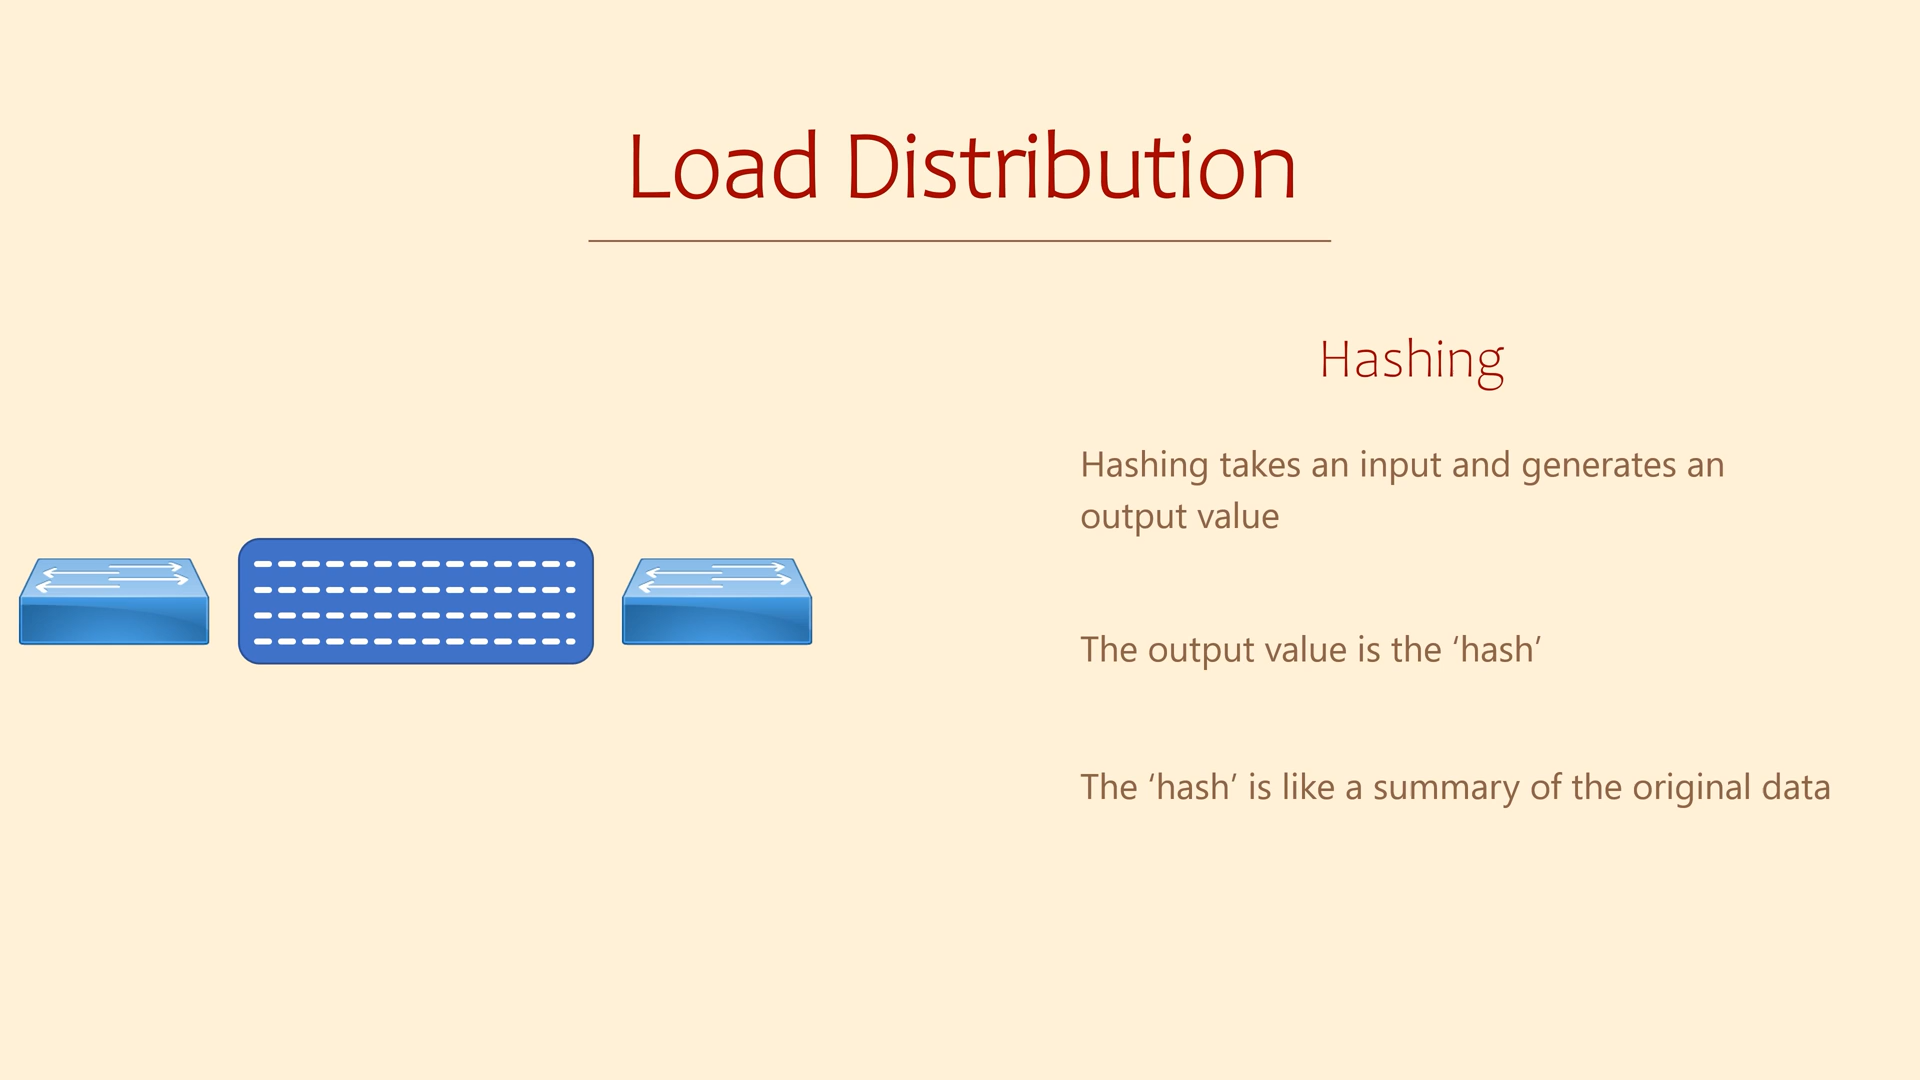 Load Distribution
Hashing
Hashing takes an input and generates an
output value
The output value is the ‘hash’
The ‘hash’ is like a summary of the original data